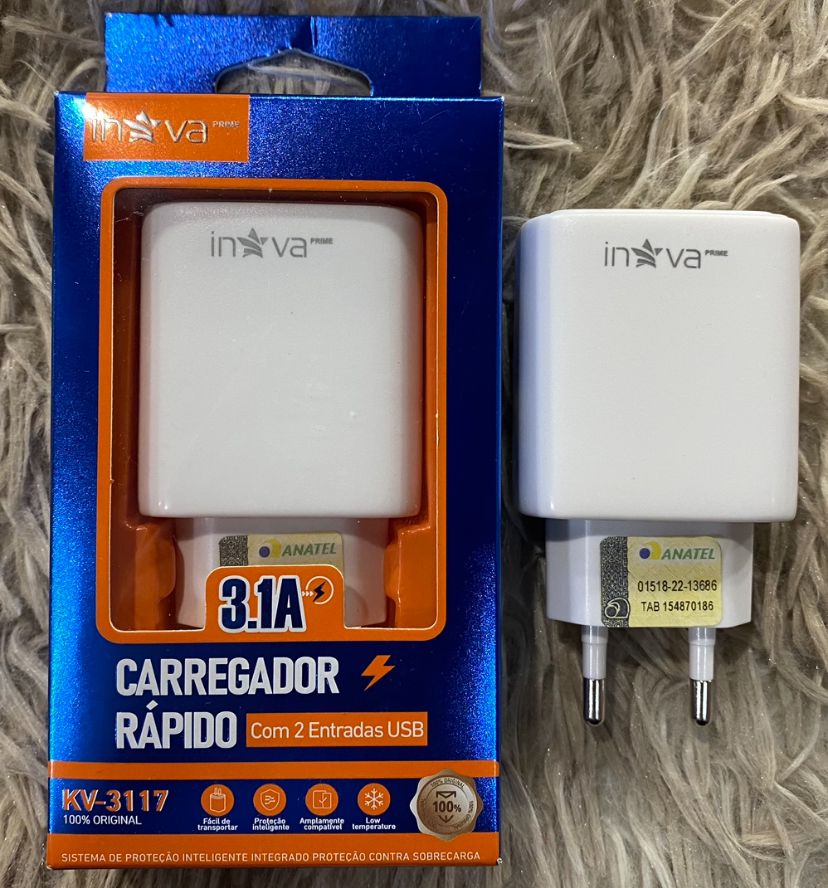 inova PRIME
inova PRIME
ANATEL
3.1A
CARREGADOR
RÁPIDO
Com 2 Entradas USB
KV-3117
100% ORIGINAL
Fácil de
transportar
Proteção
inteligente
Amplamente
compatível
Low
temperature
100% ORIGINAL
100%
SISTEMA DE PROTEÇÃO INTELIGENTE INTEGRADO PROTEÇÃO CONTRA SOBRECARGA
inova PRIME
ANATEL
01518-22-13686
TAB 154870186